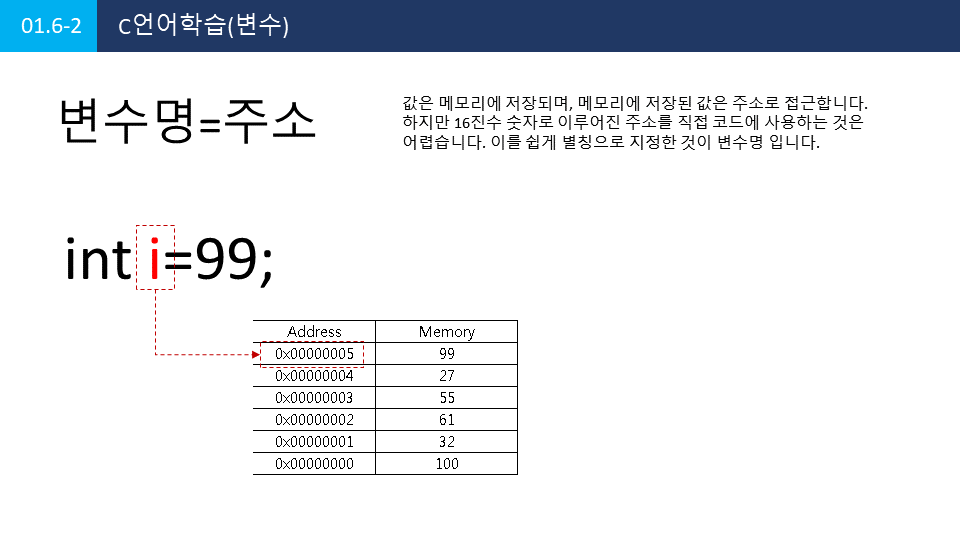 01.6-2
C언어학습(변수)
변수명=주소
값은 메모리에 저장되며, 메모리에 저장된 값은 주소로 접근합니다.
하지만 16진수 숫자로 이루어진 주소를 직접 코드에 사용하는 것은
어렵습니다. 이를 쉽게 별칭으로 지정한 것이 변수명 입니다.
int i=99;
Address Memory
0x00000005 99
0x00000004 27
0x00000003 55
0x00000002 61
0x00000001 32
0x00000000 100